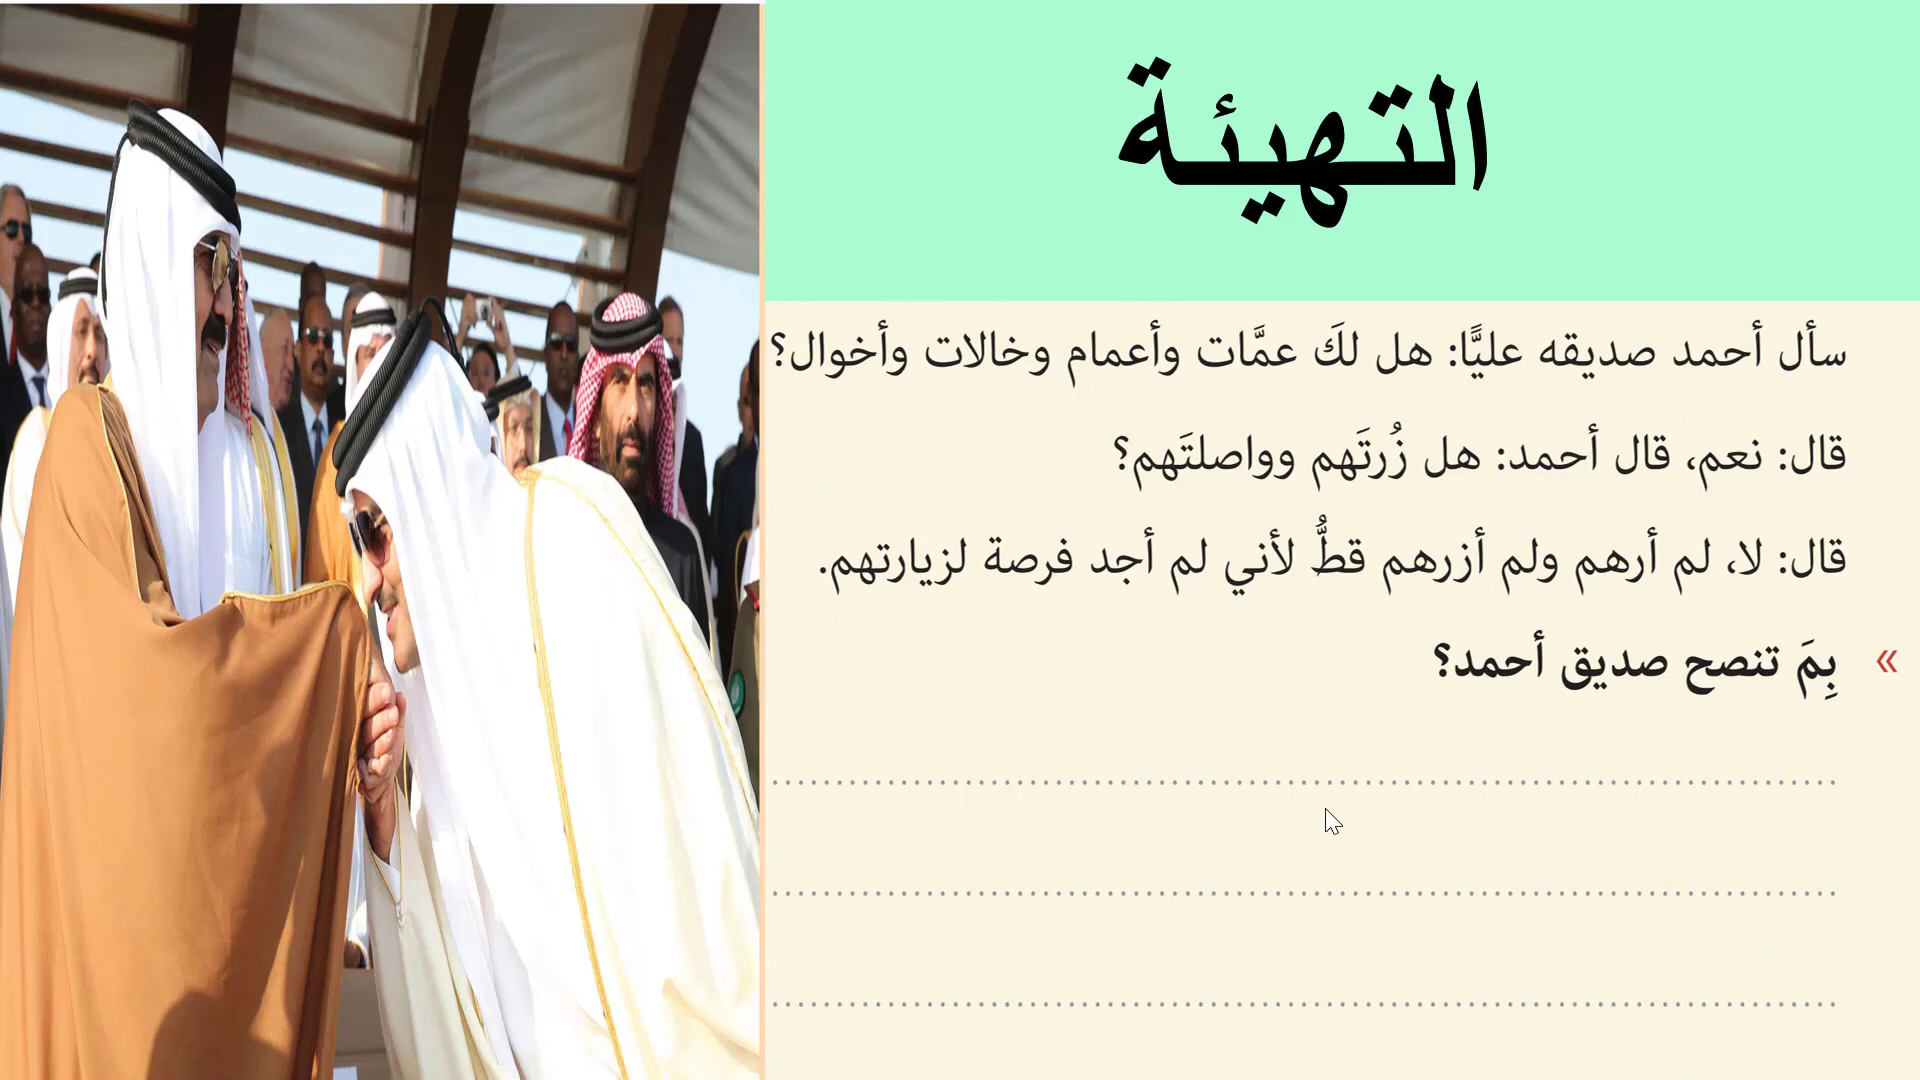 التهيئة
سأل أحمد صديقه عليًّا: هل لكَ عمَّات وأعمام وخالات وأخوال؟
قال: نعم، قال أحمد: هل زُرتَهم وواصلتَهم؟
قال: لا، لم أرهم ولم أزرهم قطُّ لأني لم أجد فرصة لزيارتهم.
» بِمَ تنصح صديق أحمد؟